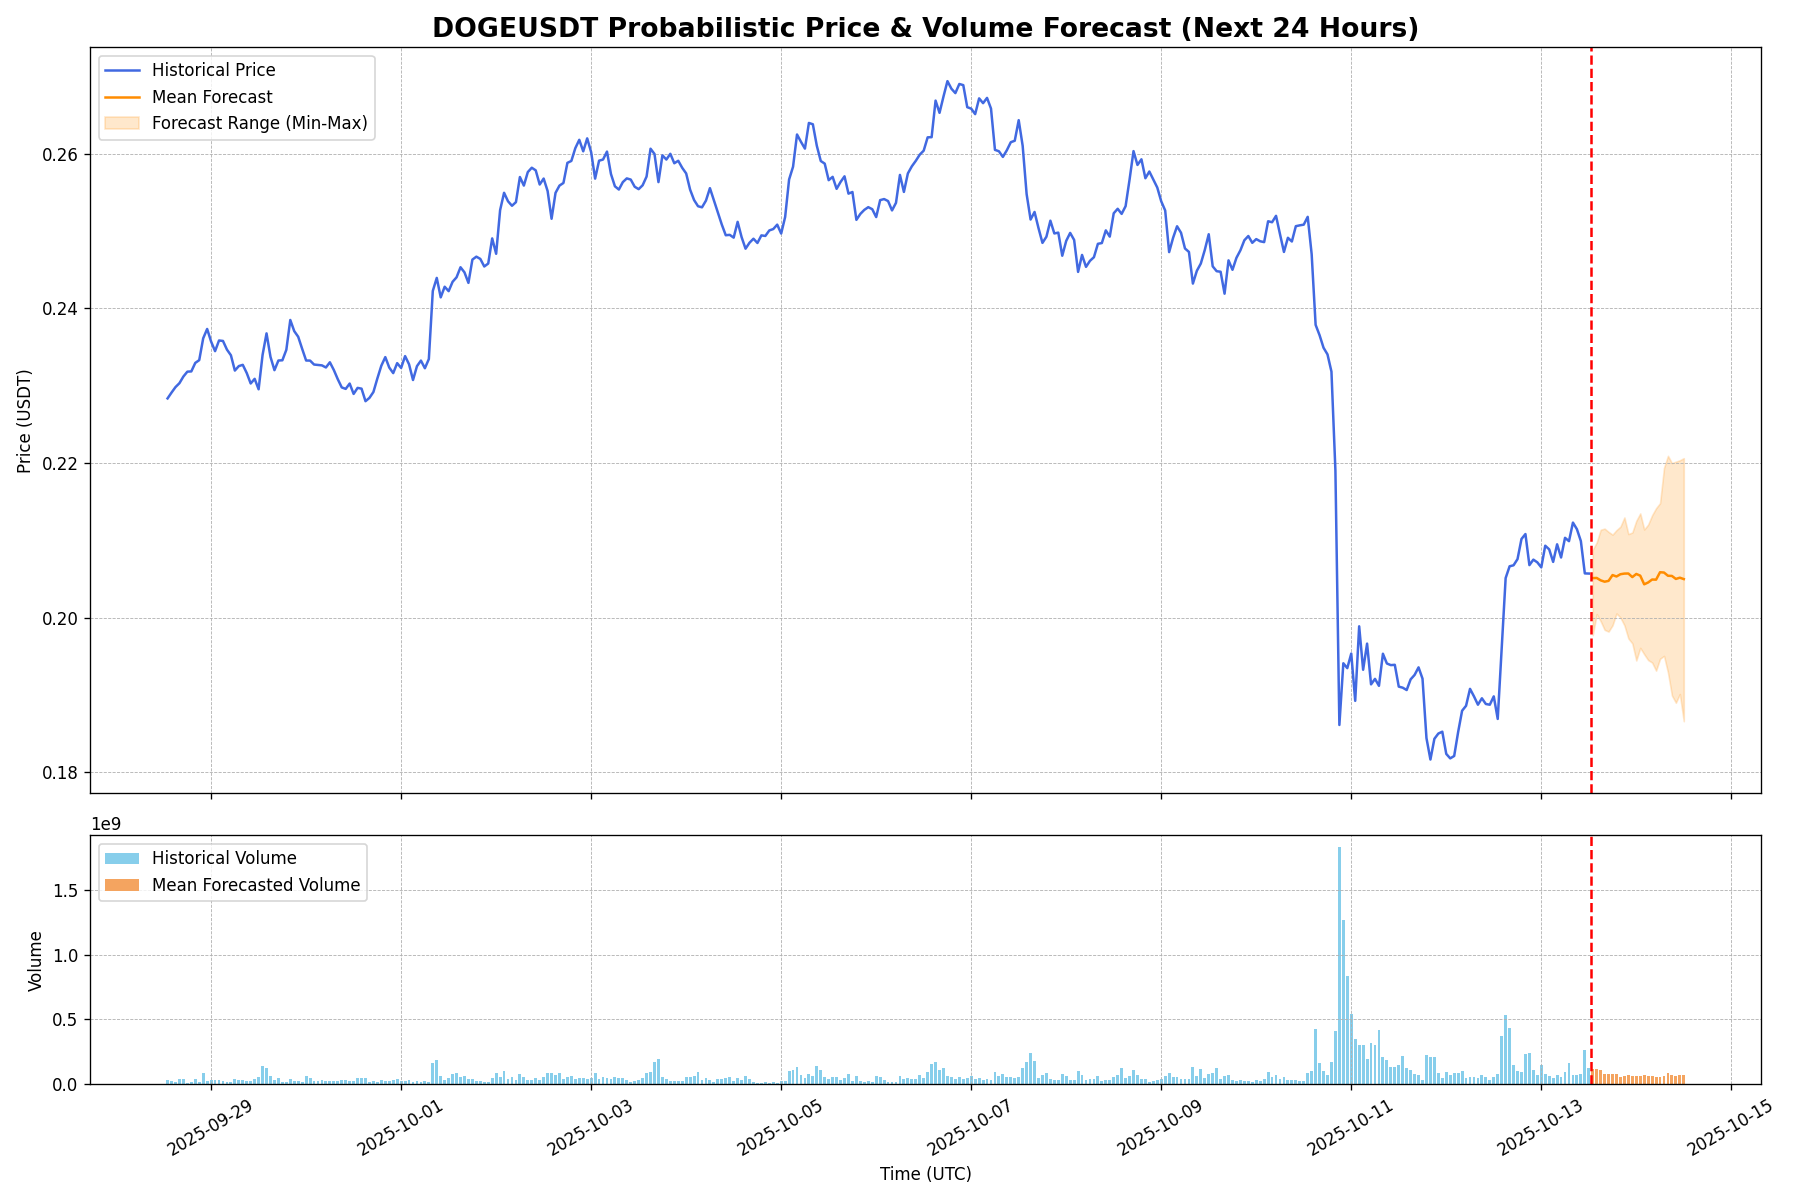 DOGEUSDT Probabilistic Price & Volume Forecast (Next 24 Hours)
Historical Price
Mean Forecast
Forecast Range (Min-Max)
0.26
0.24
0.22
0.20
0.18
Price (USDT)
1e9
Historical Volume
Mean Forecasted Volume
1.5
1.0
0.5
0.0
Volume
2025-09-29
2025-10-01
2025-10-03
2025-10-05
2025-10-07
2025-10-09
2025-10-11
2025-10-13
2025-10-15
Time (UTC)